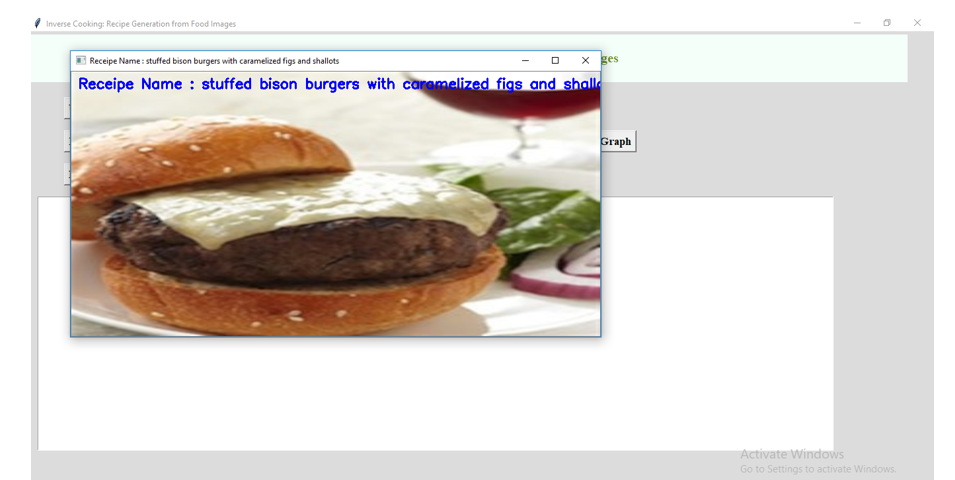 Inverse Cooking: Recipe Generation from Food Images
Receipe Name : stuffed bison burgers with caramelized figs and shallots
ges
Receipe Name : stuffed bison burgers with caramelized figs and shallo
Graph
Activate Windows
Go to Settings to activate Windows.